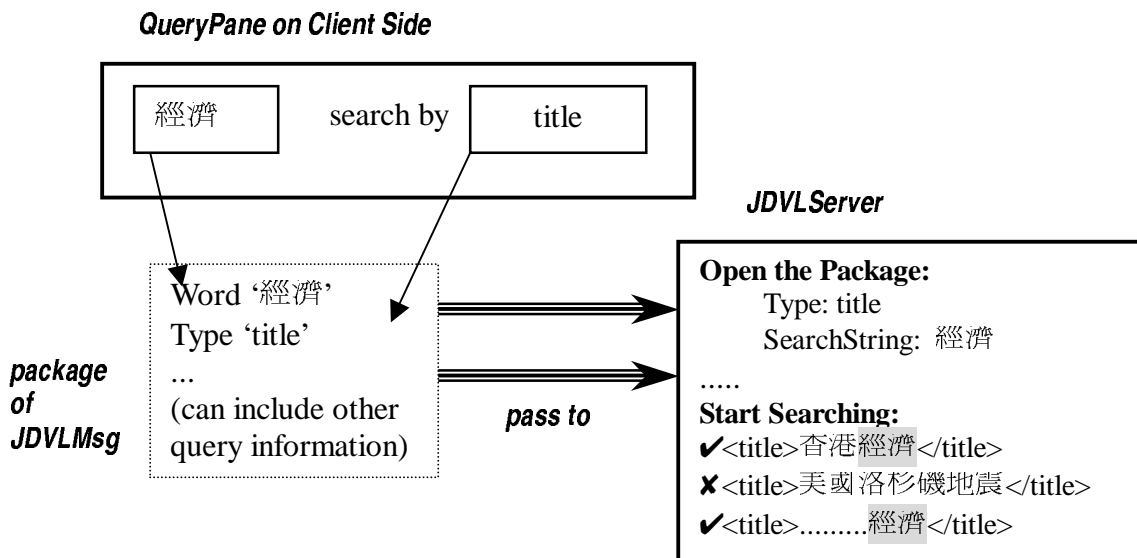 QueryPane on Client Side
經濟 search by title
JDVLServer
Word ‘經濟’
Type ‘title’
...
(can include other
query information)
package
of
JDVLMsg
pass to
Open the Package:
Type: title
SearchString: 經濟
.....
Start Searching:
✔<title>香港經濟</title>
✘<title>美國洛杉磯地震</title>
✔<title>.........經濟</title>